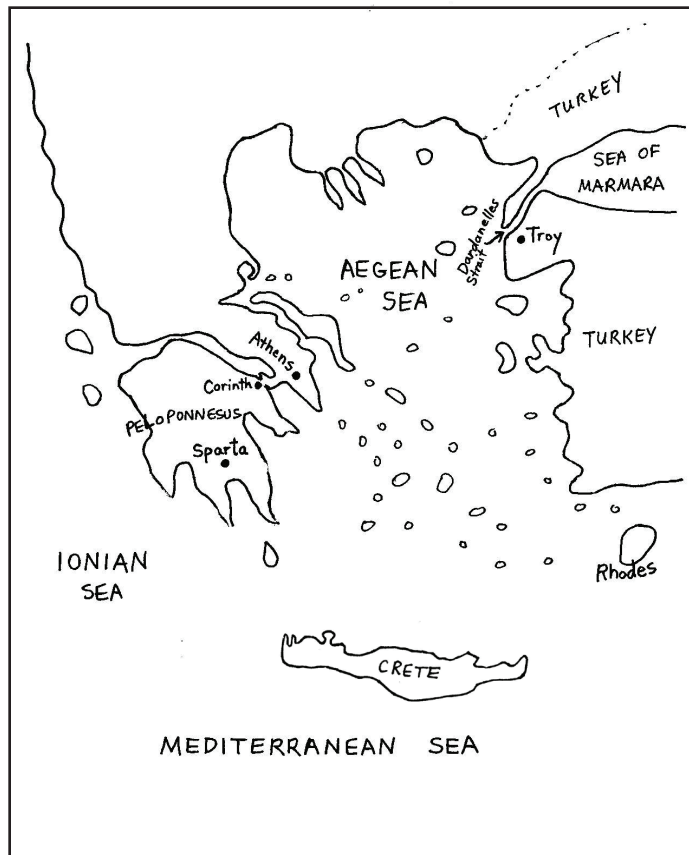 TURKEY
SEA OF
MARMARA
Dardanelles
Strait
Troy
AEGEAN
SEA
TURKEY
Athens
Corinth
PELOPONNESUS
Sparta
IONIAN
SEA
Rhodes
CRETE
MEDITERRANEAN SEA